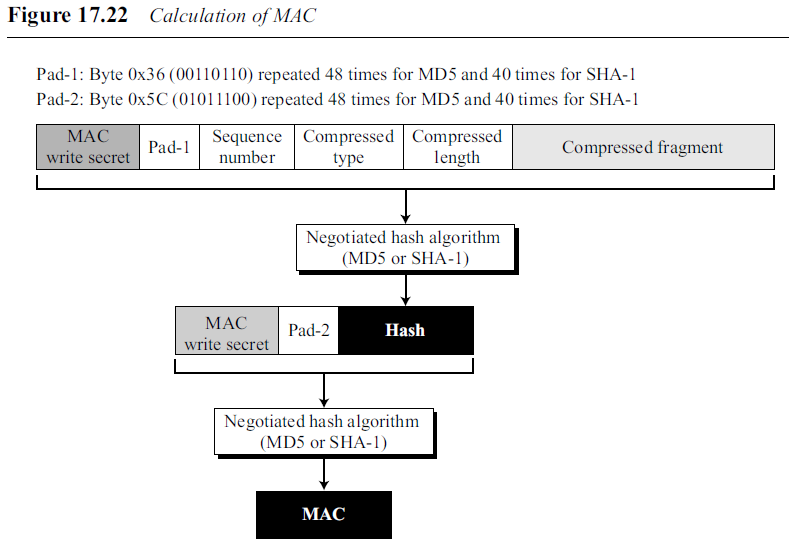 Figure 17.22 Calculation of MAC
Pad-1: Byte 0x36 (00110110) repeated 48 times for MD5 and 40 times for SHA-1
Pad-2: Byte 0x5C (01011100) repeated 48 times for MD5 and 40 times for SHA-1
MAC
write secret
Pad-1
Sequence
number
Compressed
type
Compressed
length
Compressed fragment
Negotiated hash algorithm
(MD5 or SHA-1)
MAC
write secret
Pad-2
Hash
Negotiated hash algorithm
(MD5 or SHA-1)
MAC